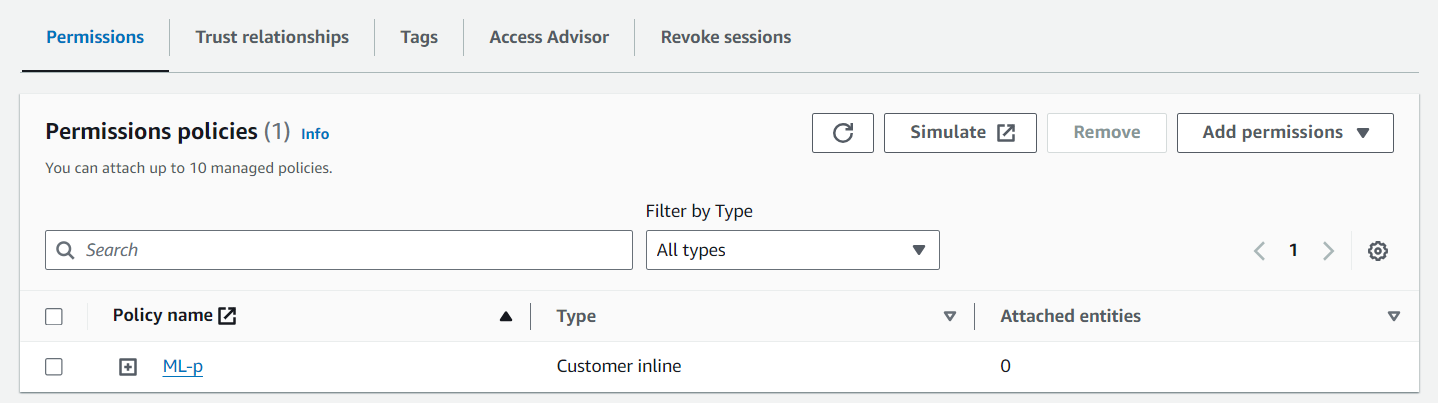 Permissions Trust relationships Tags Access Advisor Revoke sessions
Permissions policies (1) Info
Simulate Remove Add permissions
You can attach up to 10 managed policies.
Filter by Type
Search All types 1
Policy name Type Attached entities
ML-p Customer inline 0